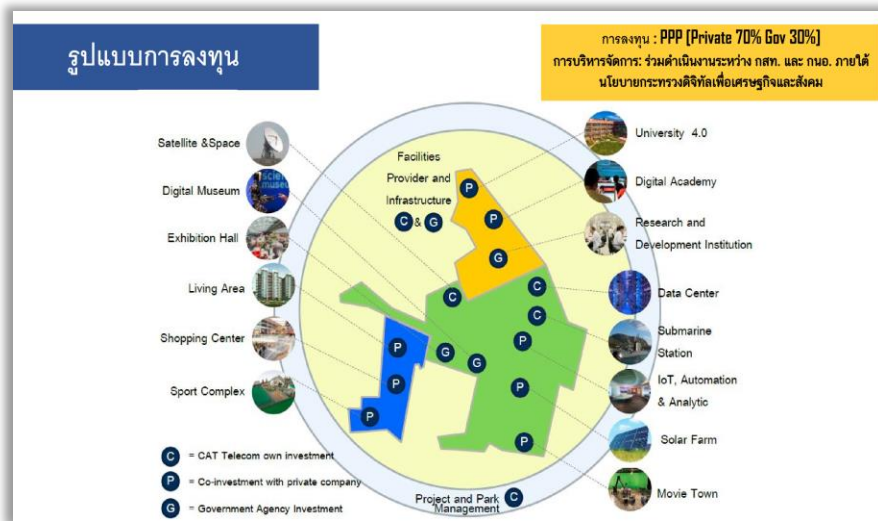 รูปแบบการลงทุน
การลงทุน : PPP (Private 70% Gov 30%)
การบริหารจัดการ: ร่วมดำเนินงานระหว่าง กสท. และ กนอ. ภายใต้
นโยบายกระทรวงดิจิทัลเพื่อเศรษฐกิจและสังคม
Satellite &Space
Digital Museum
Exhibition Hall
Living Area
Shopping Center
Sport Complex
Facilities
Provider and
Infrastructure
C & G
P
P
G
C
C
C
P
G
G
P
P
P
P
P
University 4.0
Digital Academy
Research and
Development Institution
Data Center
Submarine
Station
IoT, Automation
& Analytic
Solar Farm
Movie Town
C = CAT Telecom own investment
P = Co-investment with private company
G = Government Agency Investment
Project and Park
Management C